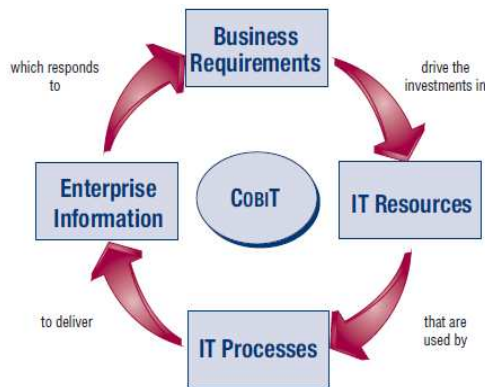 Business
Requirements
which responds
to
drive the
investments in
Enterprise
Information
COBIT
IT Resources
to deliver
that are
used by
IT Processes